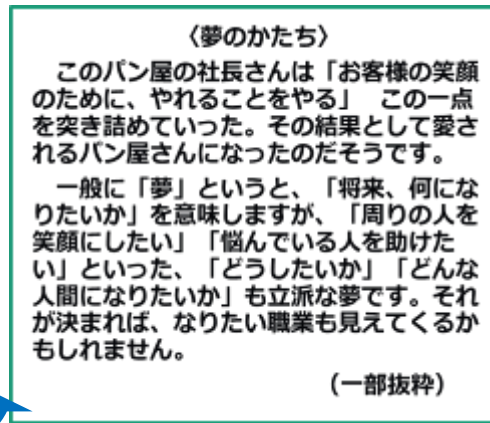 〈夢のかたち〉
　このパン屋の社長さんは「お客様の笑顔
のために、やれることをやる」　この一点
を突き詰めていった。その結果として愛さ
れるパン屋さんになったのだそうです。
　一般に「夢」というと、「将来、何にな
りたいか」を意味しますが、「周りの人を
笑顔にしたい」「悩んでいる人を助けた
い」といった、「どうしたいか」「どんな
人間になりたいか」も立派な夢です。それ
が決まれば、なりたい職業も見えてくるか
もしれません。
（一部抜粋）